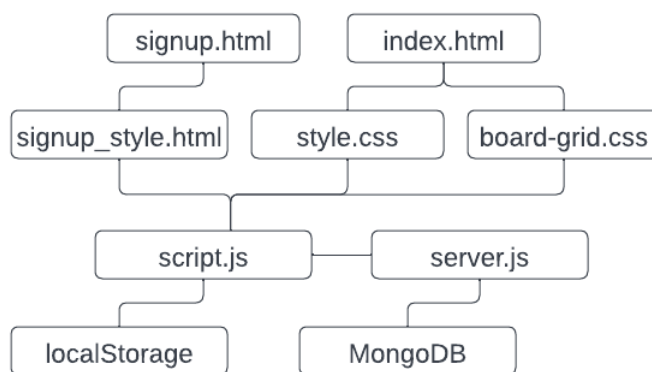 signup.html
index.html
signup_style.html
style.css
board-grid.css
script.js
server.js
localStorage
MongoDB